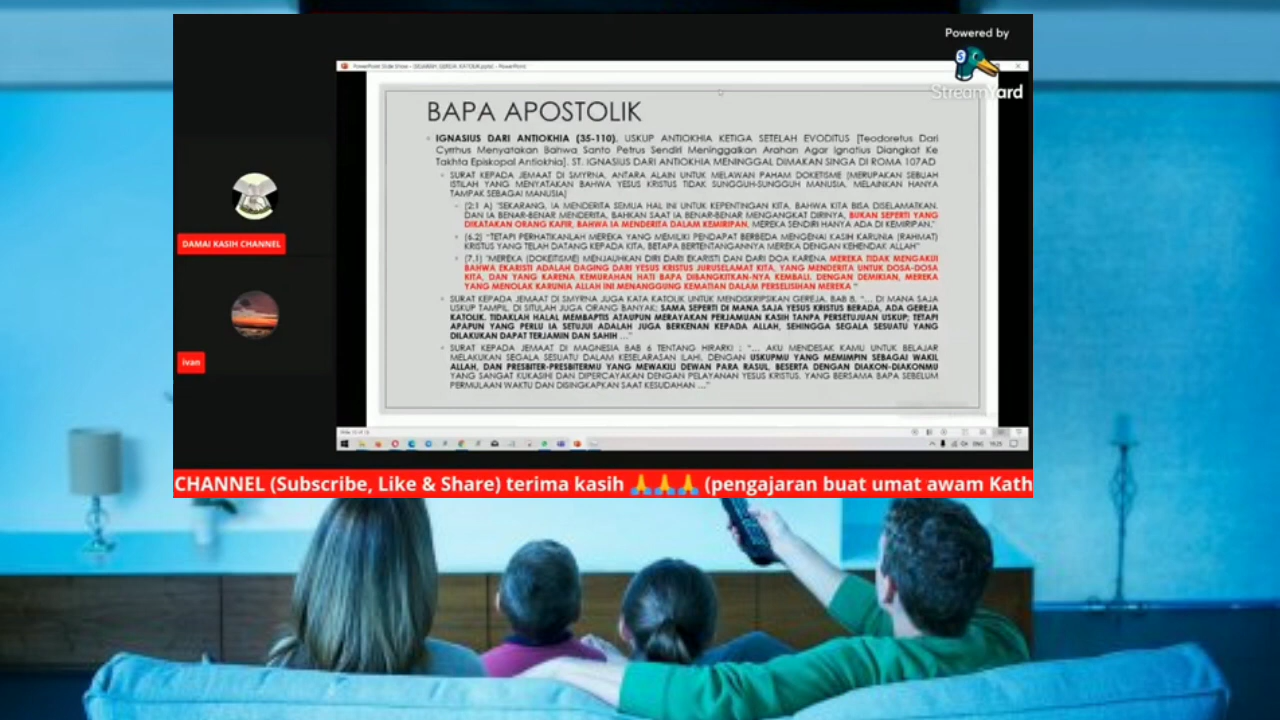 Powered by
StreamYard
PowerPoint Slide Show - [SEJARAH_GEREJA_KATOLIK.pptx] - PowerPoint
BAPA APOSTOLIK
IGNASIUS DARI ANTIOKHIA (35-110), USKUP ANTIOKHIA KETIGA SETELAH EVODITUS [Teodoretus Dari
Cyrrhus Menyatakan Bahwa Santo Petrus Sendiri Meninggalkan Arahan Agar Ignatius Diangkat Ke
Takhta Episkopal Antiokhia]. ST. IGNASIUS DARI ANTIOKHIA MENINGGAL DIMAKAN SINGA DI ROMA 107AD
SURAT KEPADA JEMAAT DI SMYRNA, ANTARA ALAIN UNTUK MELAWAN PAHAM DOKETISME (MERUPAKAN SEBUAH
ISTILAH YANG MENYATAKAN BAHWA YESUS KRISTUS TIDAK SUNGGUH-SUNGGUH MANUSIA, MELAINKAN HANYA
TAMPAK SEBAGAI MANUSIA)
(2:1 A) "SEKARANG, IA MENDERITA SEMUA HAL INI UNTUK KEPENTINGAN KITA, BAHWA KITA BISA DISELAMATKAN.
DAN IA BENAR-BENAR MENDERITA, BAHKAN SAAT IA BENAR-BENAR MENGANGKAT DIRINYA, BUKAN SEPERTI YANG
DIKATAKAN ORANG KAFIR, BAHWA IA MENDERITA DALAM KEMIRIPAN, MEREKA SENDIRI HANYA ADA DI KEMIRIPAN."
(6.2) "TETAPI PERHATIKANLAH MEREKA YANG MEMILIKI PENDAPAT BERBEDA MENGENAI KASIH KARUNIA (RAHMAT)
KRISTUS YANG TELAH DATANG KEPADA KITA, BETAPA BERTENTANGANNYA MEREKA DENGAN KEHENDAK ALLAH"
(7.1) "MEREKA (DOKEITISME) MENJAUHKAN DIRI DARI EKARISTI DAN DARI DOA KARENA MEREKA TIDAK MENGAKUI
BAHWA EKARISTI ADALAH DAGING DARI YESUS KRISTUS JURUSELAMAT KITA, YANG MENDERITA UNTUK DOSA-DOSA
KITA, DAN YANG KARENA KEMURAHAN HATI BAPA DIBANGKITKAN-NYA KEMBALI. DENGAN DEMIKIAN, MEREKA
YANG MENOLAK KARUNIA ALLAH INI MENANGGUNG KEMATIAN DALAM PERSELISIHAN MEREKA "
SURAT KEPADA JEMAAT DI SMYRNA JUGA KATA KATOLIK UNTUK MENDISKRIPSIKAN GEREJA. BAB 8, "… DI MANA SAJA
USKUP TAMPIL, DI SITULAH JUGA ORANG BANYAK; SAMA SEPERTI DI MANA SAJA YESUS KRISTUS BERADA, ADA GEREJA
KATOLIK. TIDAKLAH HALAL MEMBAPTIS ATAUPUN MERAYAKAN PERJAMUAN KASIH TANPA PERSETUJUAN USKUP; TETAPI
APAPUN YANG PERLU IA SETUJUI ADALAH JUGA BERKENAN KEPADA ALLAH, SEHINGGA SEGALA SESUATU YANG
DILAKUKAN DAPAT TERJAMIN DAN SAHIH …"
SURAT KEPADA JEMAAT DI MAGNESIA BAB 6 TENTANG HIRARKI : "… AKU MENDESAK KAMU UNTUK BELAJAR
MELAKUKAN SEGALA SESUATU DALAM KESELARASAN ILAHI, DENGAN USKUPMU YANG MEMIMPIN SEBAGAI WAKIL
ALLAH, DAN PRESBITER-PRESBITERMU YANG MEWAKILI DEWAN PARA RASUL, BESERTA DENGAN DIAKON-DIAKONMU
YANG SANGAT KUKASIHI DAN DIPERCAYAKAN DENGAN PELAYANAN YESUS KRISTUS, YANG BERSAMA BAPA SEBELUM
PERMULAAN WAKTU DAN DISINGKAPKAN SAAT KESUDAHAN …"
DAMAI KASIH CHANNEL
ivan
CHANNEL (Subscribe, Like & Share) terima kasih 🙏🙏🙏 (pengajaran buat umat awam Kath